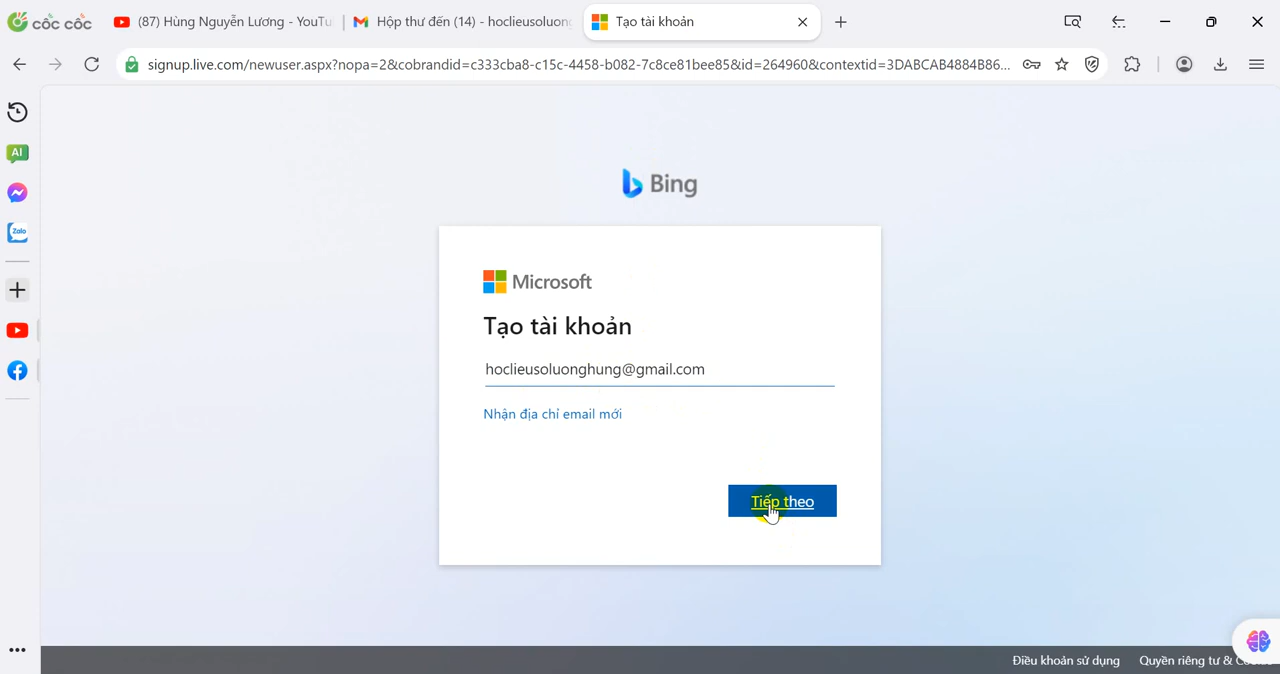 cốc cốc
(87) Hùng Nguyễn Lương - YouTu
Hộp thư đến (14) - hoclieusoluong
Tạo tài khoản
signup.live.com/newuser.aspx?nopa=2&cobrandid=c333cba8-c15c-4458-b082-7c8ce81bee85&id=264960&contextid=3DABCAB4884B86...
AI
Zalo
Bing
Microsoft
Tạo tài khoản
hoclieusoluonghung@gmail.com
Nhận địa chỉ email mới
Tiếp theo
Điều khoản sử dụng
Quyền riêng tư &